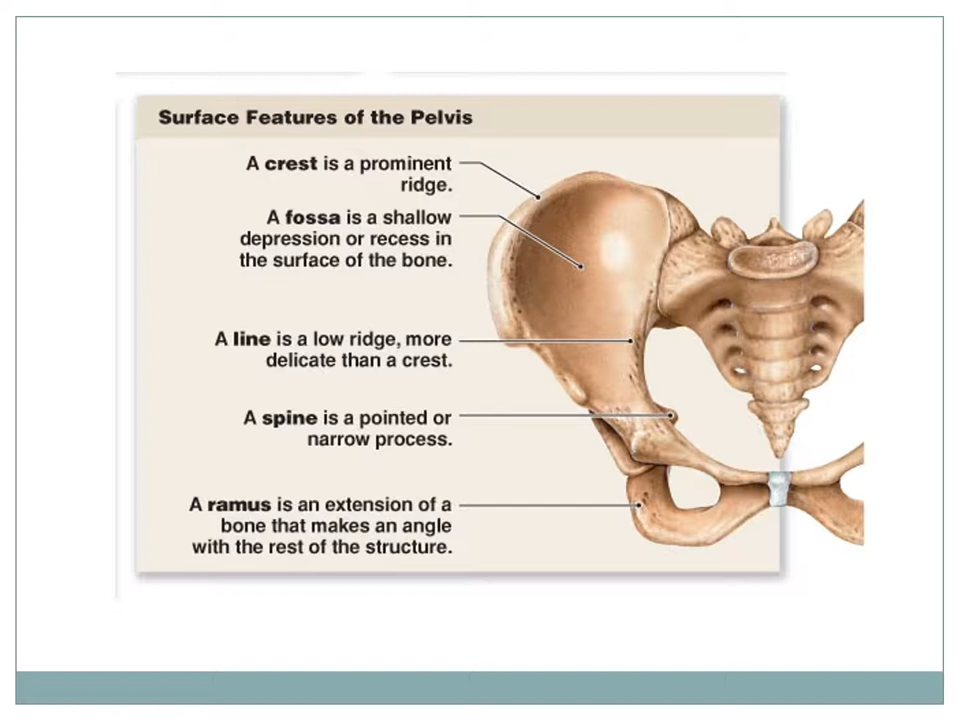 Surface Features of the Pelvis
A crest is a prominent
ridge.
A fossa is a shallow
depression or recess in
the surface of the bone.
A line is a low ridge, more
delicate than a crest.
A spine is a pointed or
narrow process.
A ramus is an extension of a
bone that makes an angle
with the rest of the structure.